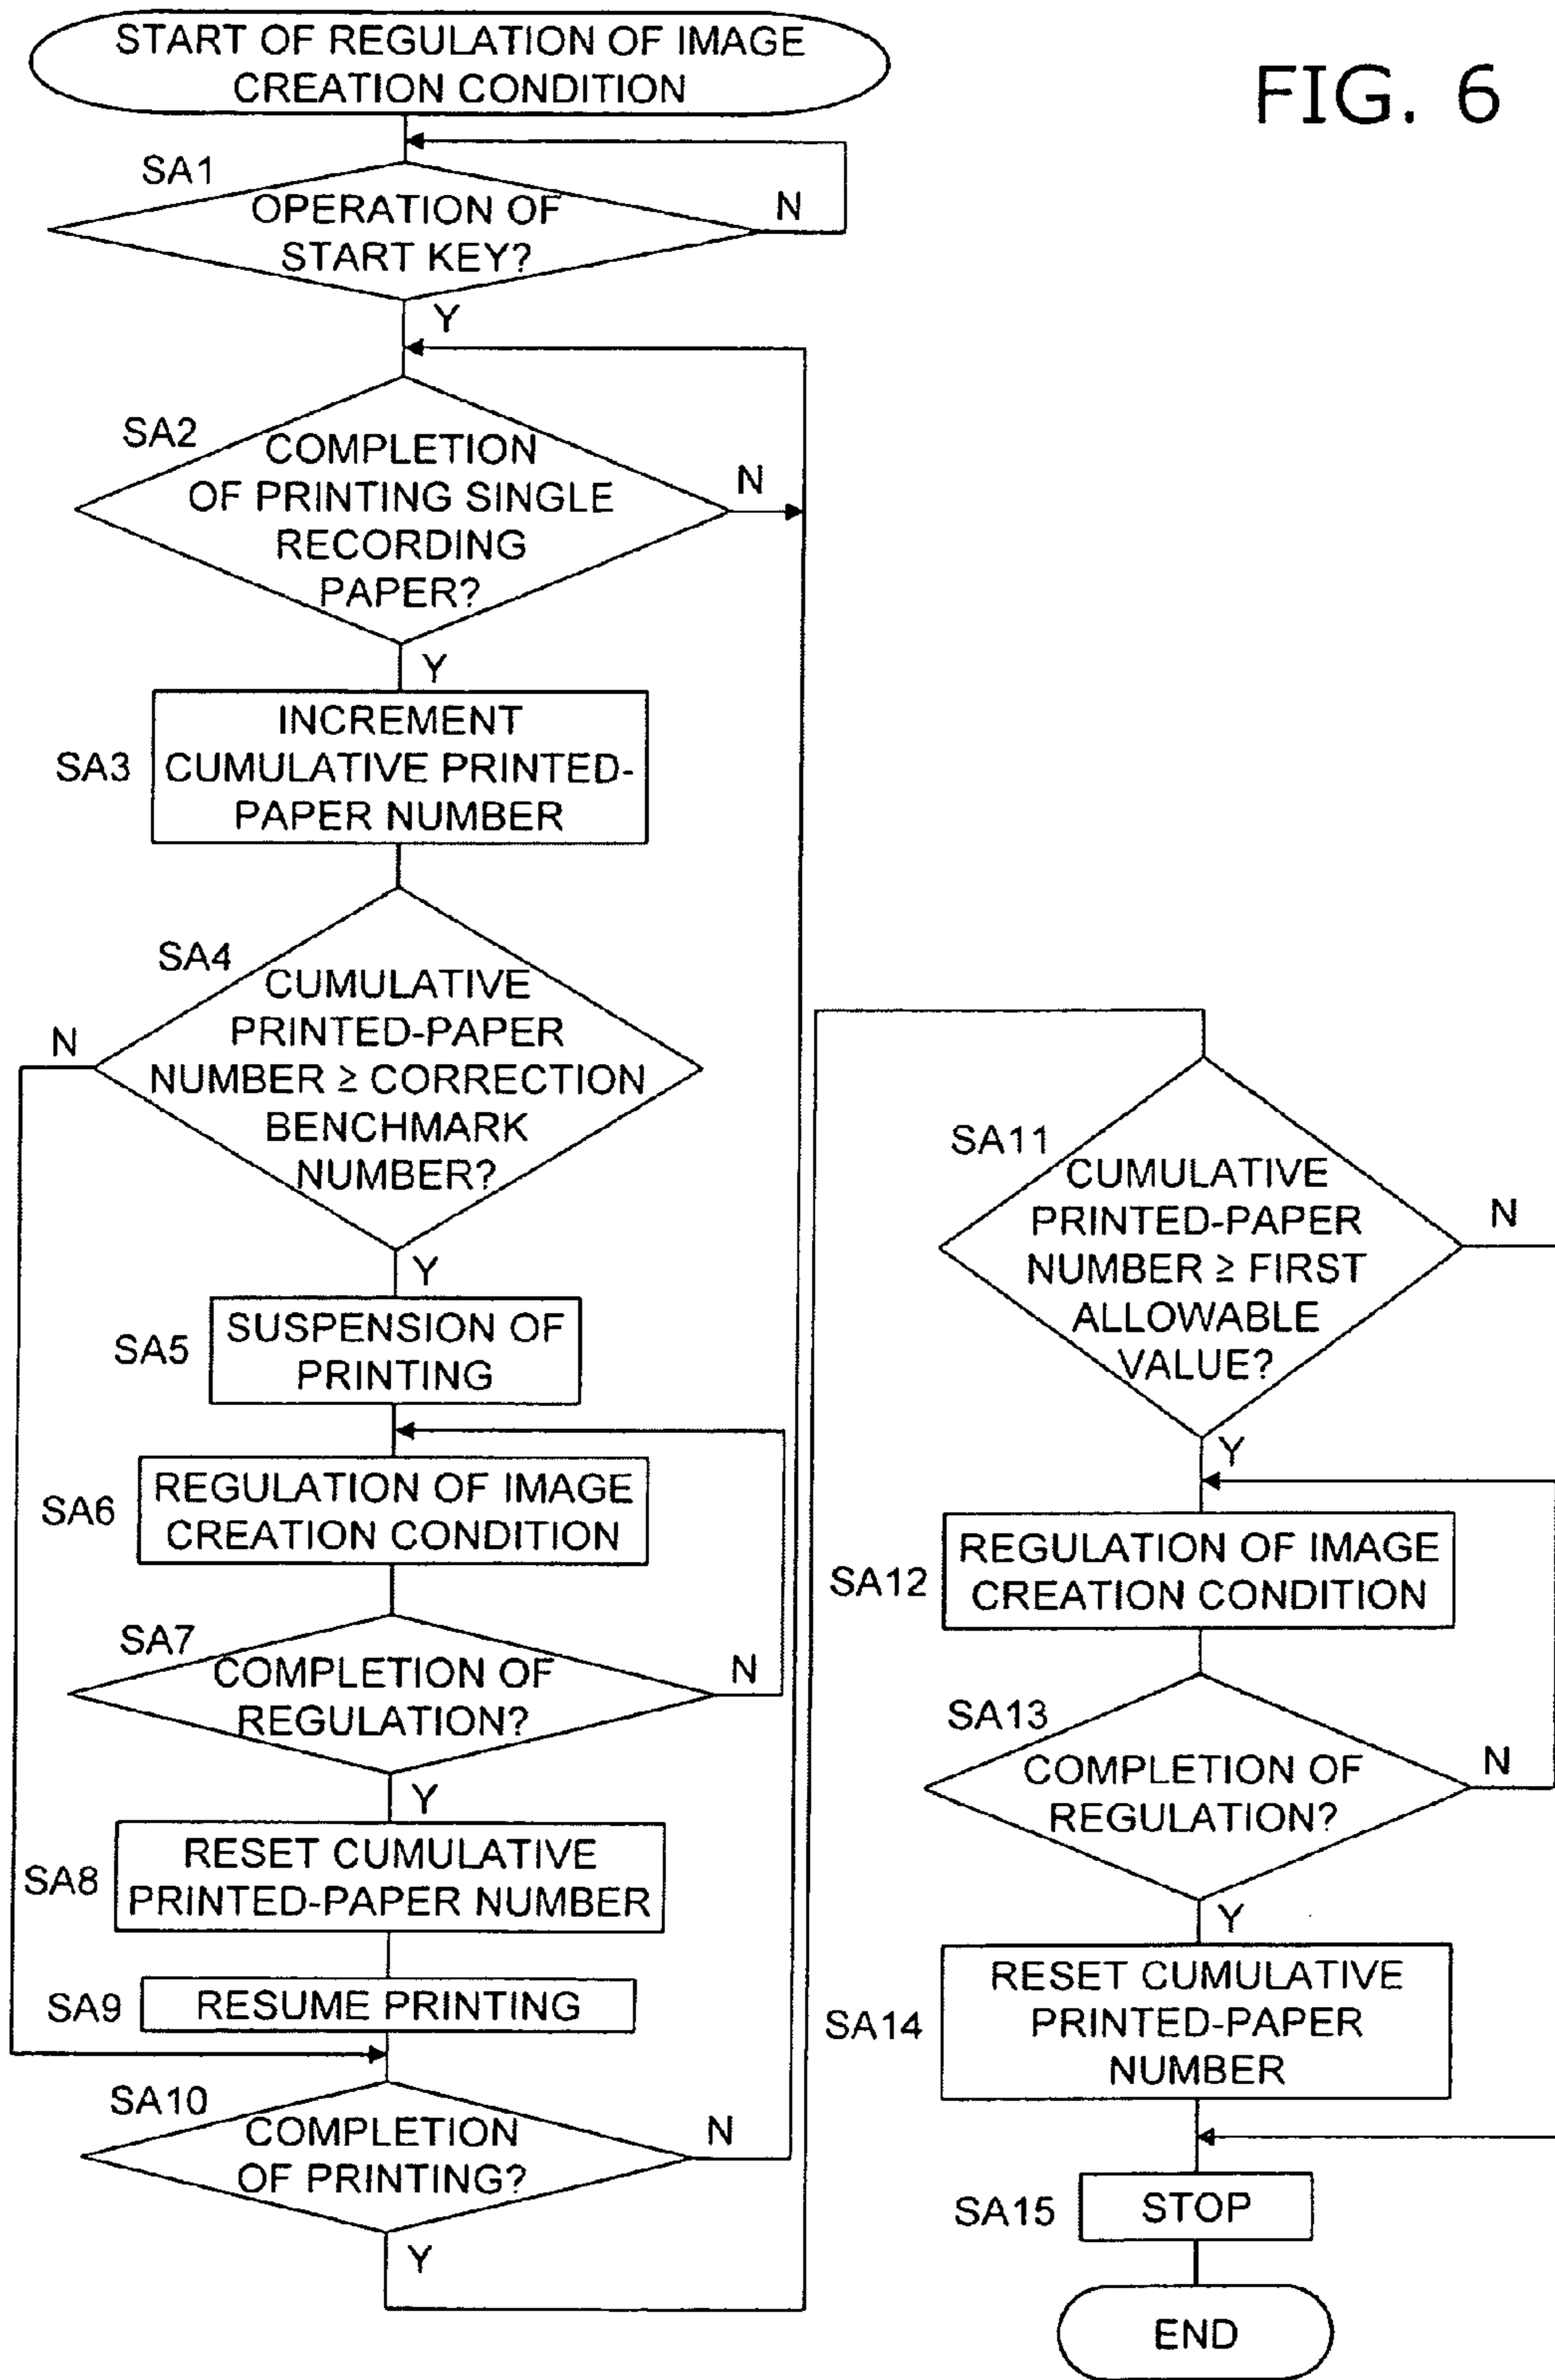 FIG. 6
START OF REGULATION OF IMAGE
CREATION CONDITION
SA1
OPERATION OF
START KEY?
N
Y
SA2
COMPLETION
OF PRINTING SINGLE
RECORDING
PAPER?
N
Y
SA3
INCREMENT
CUMULATIVE PRINTED-
PAPER NUMBER
SA4
CUMULATIVE
PRINTED-PAPER
NUMBER ≥ CORRECTION
BENCHMARK
NUMBER?
N
Y
SA5
SUSPENSION OF
PRINTING
SA6
REGULATION OF IMAGE
CREATION CONDITION
SA7
COMPLETION OF
REGULATION?
N
Y
SA8
RESET CUMULATIVE
PRINTED-PAPER NUMBER
SA9
RESUME PRINTING
SA10
COMPLETION
OF PRINTING?
N
Y
SA11
CUMULATIVE
PRINTED-PAPER
NUMBER ≥ FIRST
ALLOWABLE
VALUE?
N
Y
SA12
REGULATION OF IMAGE
CREATION CONDITION
SA13
COMPLETION OF
REGULATION?
N
Y
SA14
RESET CUMULATIVE
PRINTED-PAPER
NUMBER
SA15
STOP
END